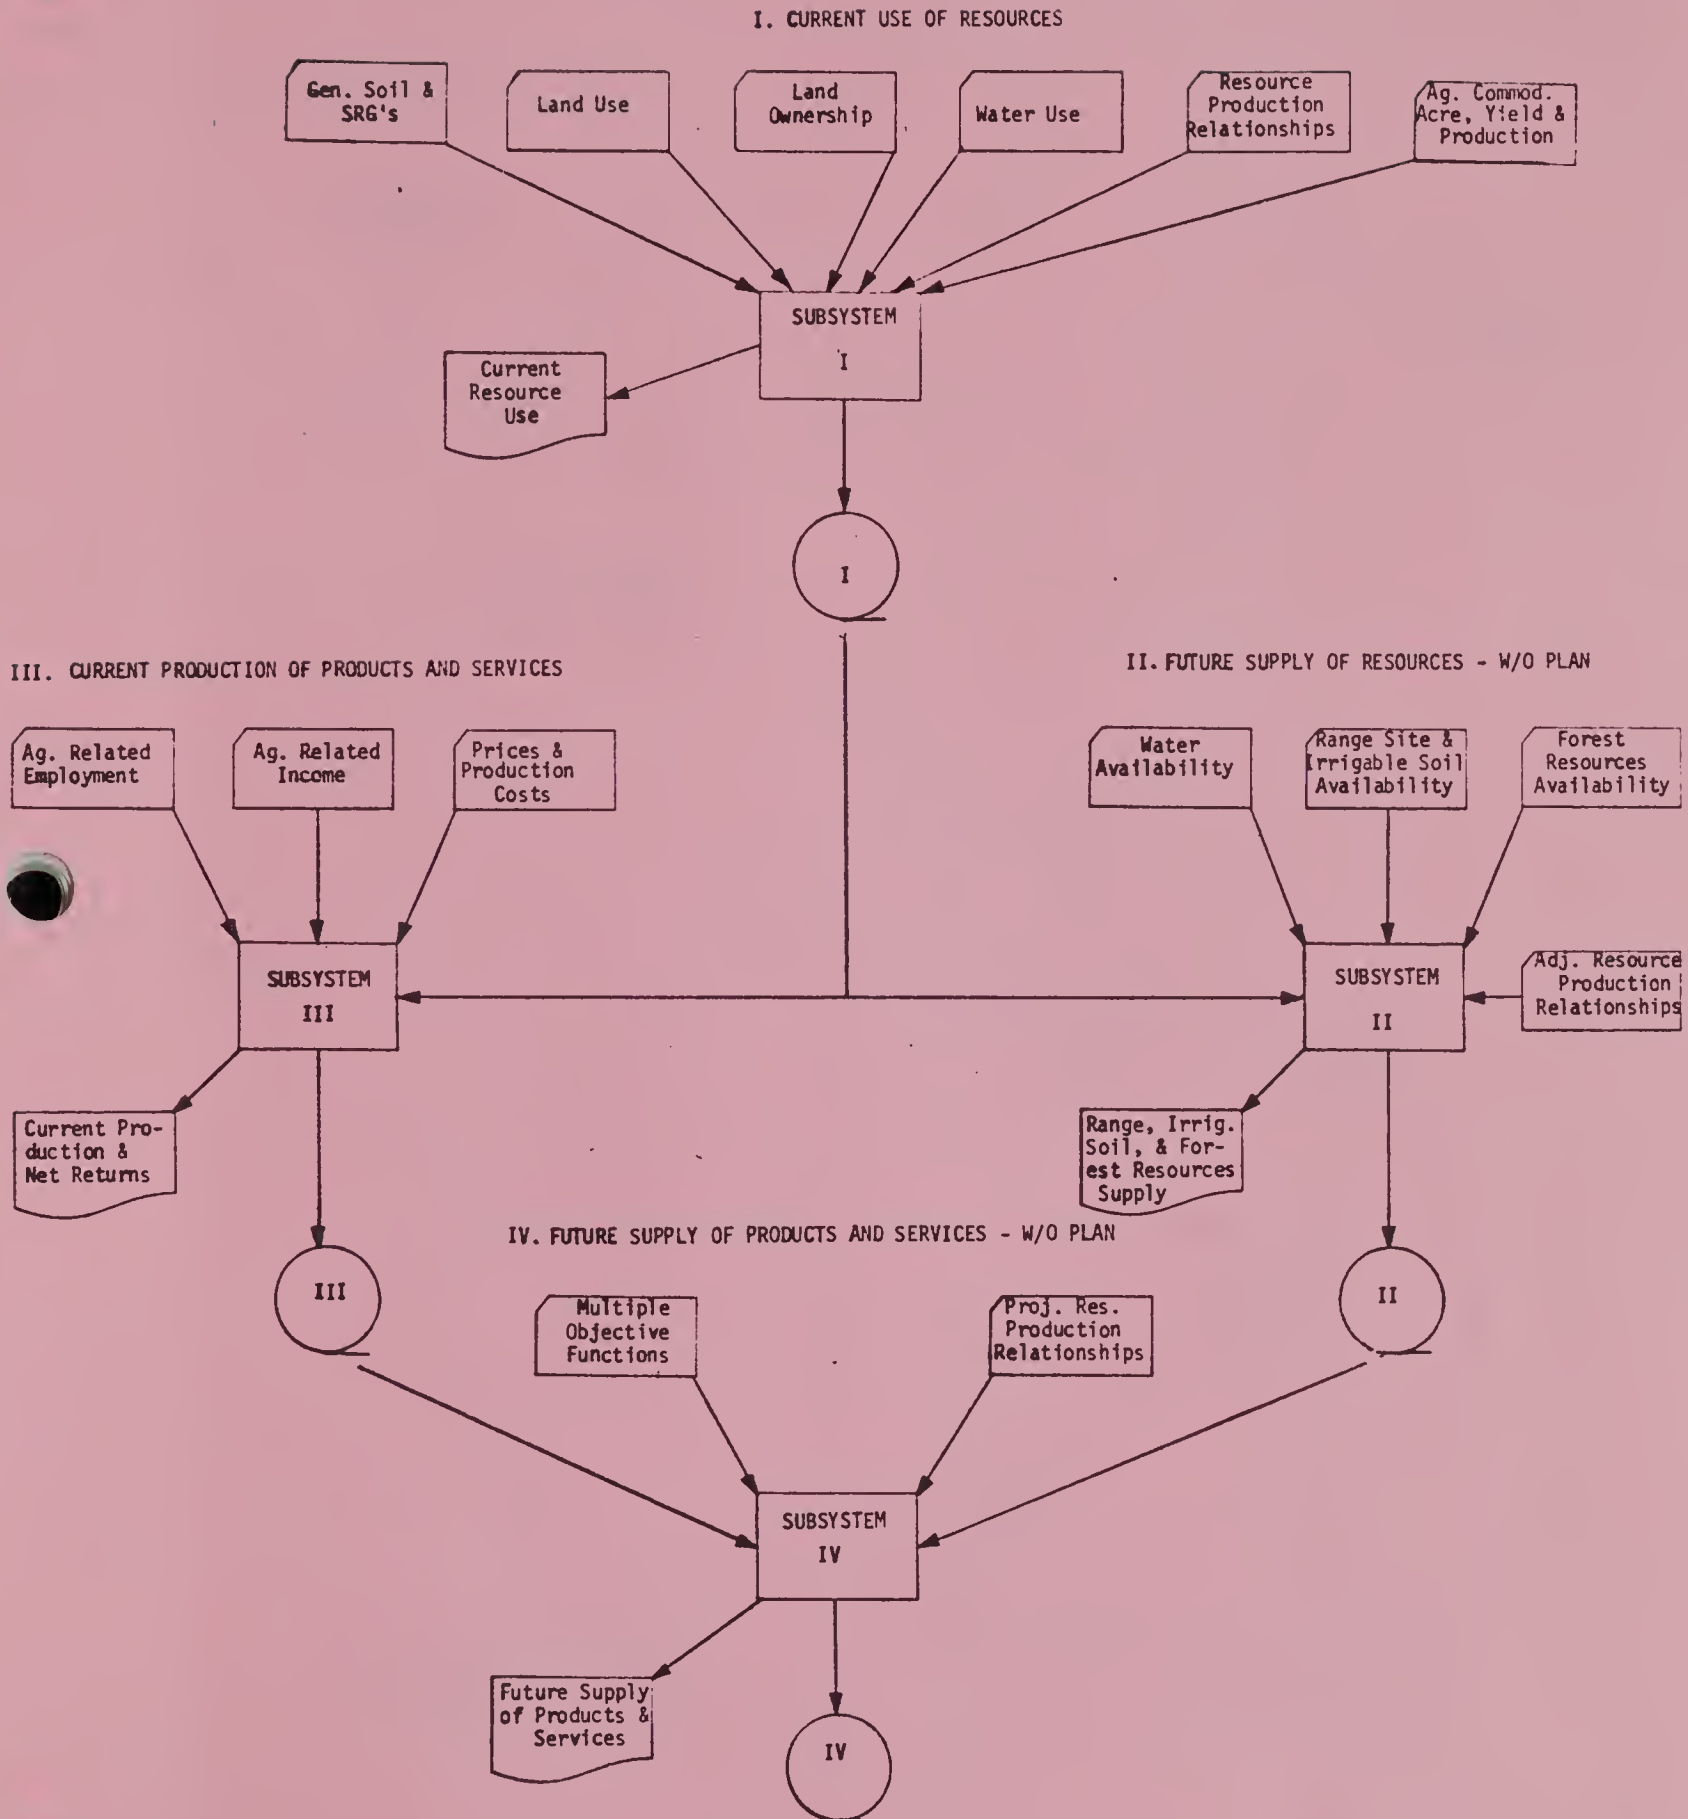 I. CURRENT USE OF RESOURCES
Gen. Soil &
SRG's
Land Use
Land
Ownership
Water Use
Resource
Production
Relationships
Ag. Commod.
Acre, Yield &
Production
SUBSYSTEM
I
Current
Resource
Use
I
III. CURRENT PRODUCTION OF PRODUCTS AND SERVICES
II. FUTURE SUPPLY OF RESOURCES - W/O PLAN
Ag. Related
Employment
Ag. Related
Income
Prices &
Production
Costs
Water
Availability
Range Site &
Irrigable Soil
Availability
Forest
Resources
Availability
SUBSYSTEM
III
SUBSYSTEM
II
Adj. Resource
Production
Relationships
Current Pro-
duction &
Net Returns
Range, Irrig.
Soil, & For-
est Resources
Supply
IV. FUTURE SUPPLY OF PRODUCTS AND SERVICES - W/O PLAN
III
Multiple
Objective
Functions
Proj. Res.
Production
Relationships
II
SUBSYSTEM
IV
Future Supply
of Products &
Services
IV